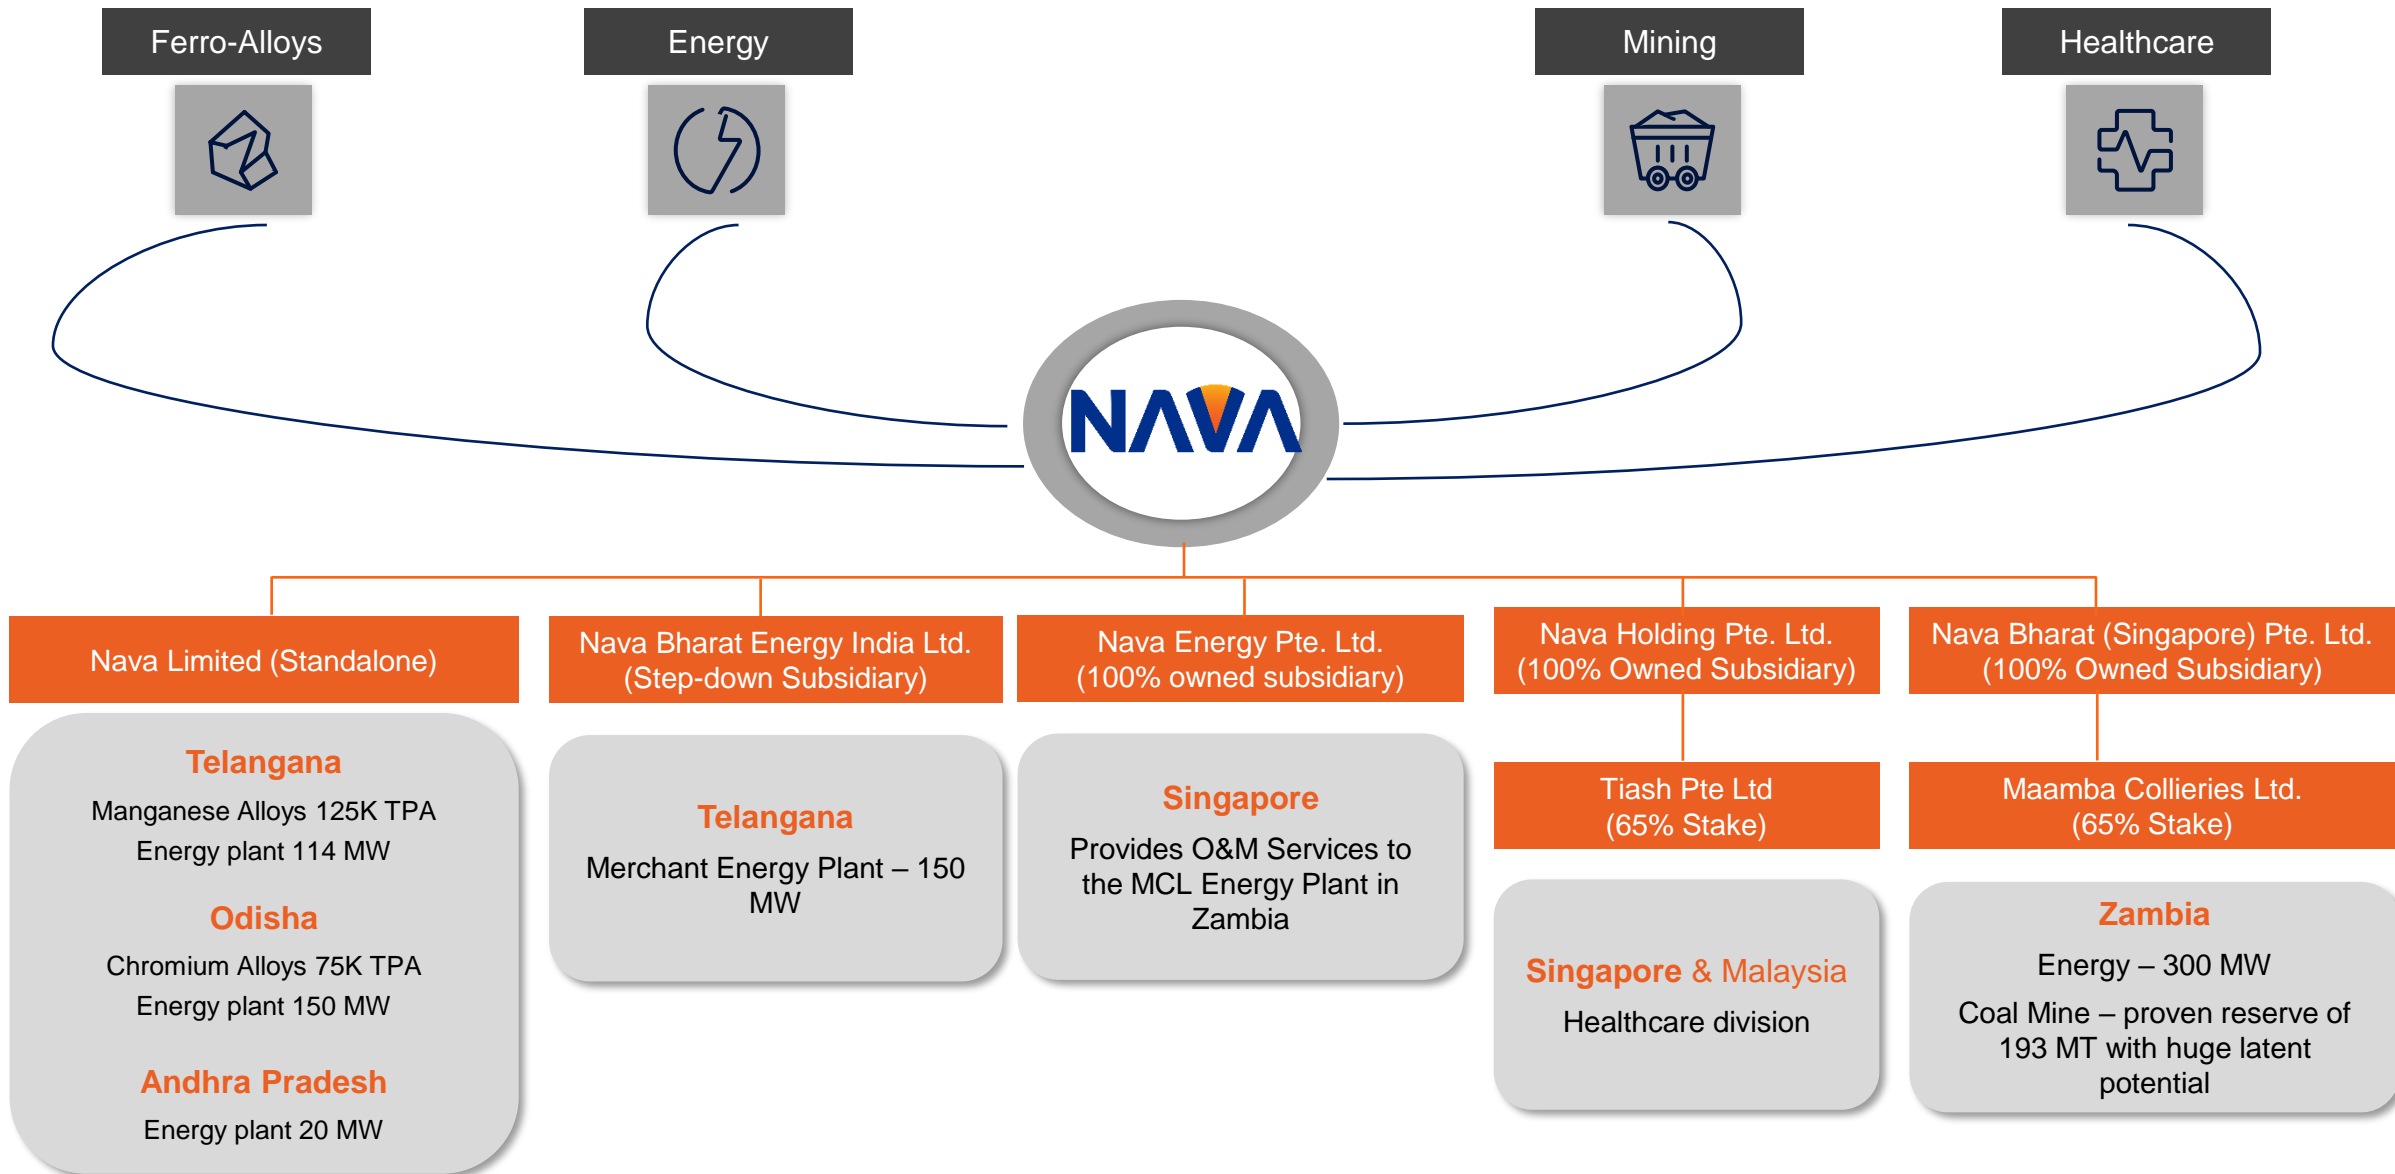 Ferro-Alloys
Energy
Mining
Healthcare
NAVA
Nava Limited (Standalone)
Nava Bharat Energy India Ltd.
(Step-down Subsidiary)
Nava Energy Pte. Ltd.
(100% owned subsidiary)
Nava Holding Pte. Ltd.
(100% Owned Subsidiary)
Nava Bharat (Singapore) Pte. Ltd.
(100% Owned Subsidiary)
Telangana
Manganese Alloys 125K TPA
Energy plant 114 MW
Odisha
Chromium Alloys 75K TPA
Energy plant 150 MW
Andhra Pradesh
Energy plant 20 MW
Telangana
Merchant Energy Plant – 150
MW
Singapore
Provides O&M Services to
the MCL Energy Plant in
Zambia
Tiash Pte Ltd
(65% Stake)
Singapore & Malaysia
Healthcare division
Maamba Collieries Ltd.
(65% Stake)
Zambia
Energy – 300 MW
Coal Mine – proven reserve of
193 MT with huge latent
potential